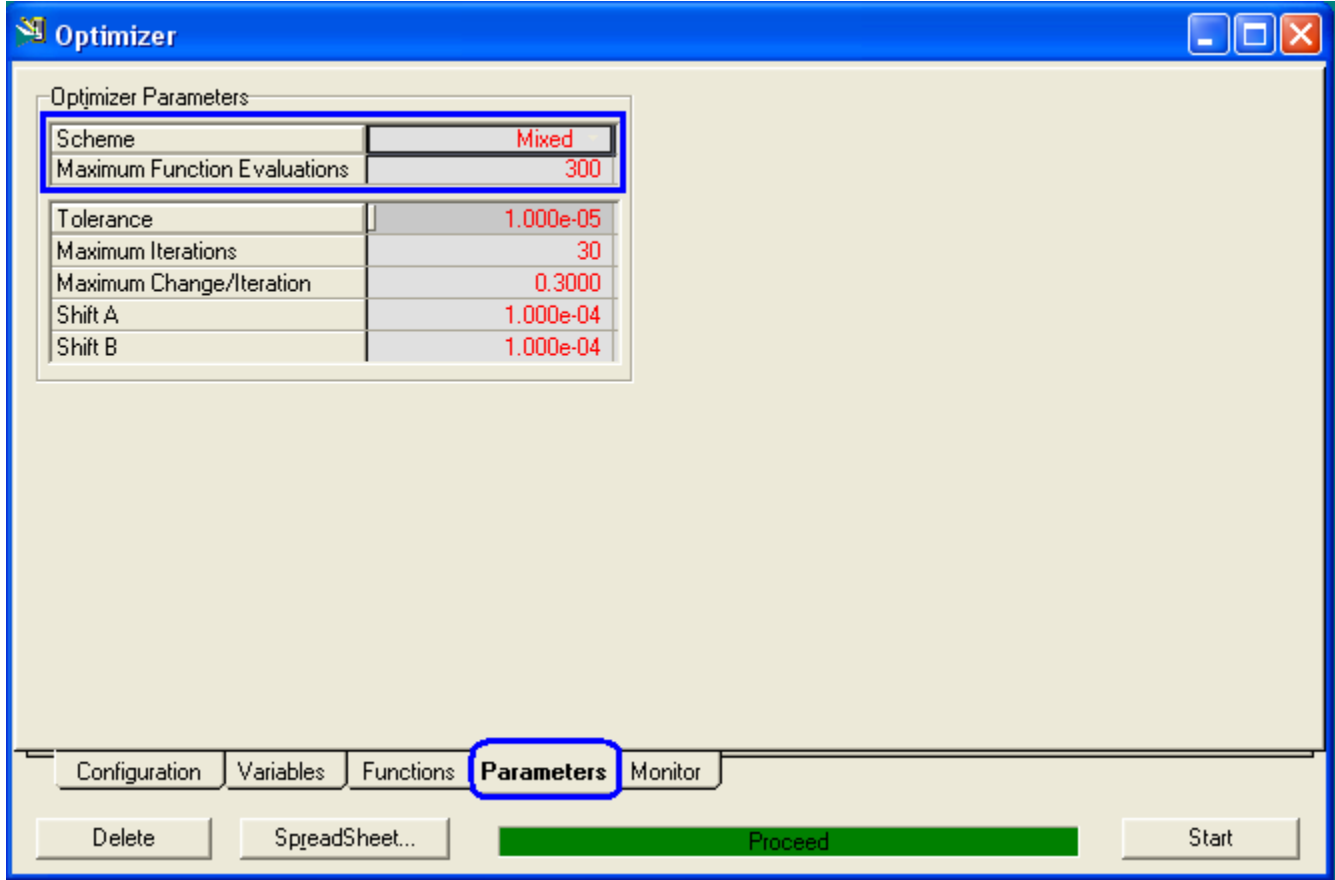 Optimizer
Optimizer Parameters
Scheme Mixed
Maximum Function Evaluations 300
Tolerance 1.000e-05
Maximum Iterations 30
Maximum Change/Iteration 0.3000
Shift A 1.000e-04
Shift B 1.000e-04
Configuration Variables Functions Parameters Monitor
Delete SpreadSheet... Proceed Start